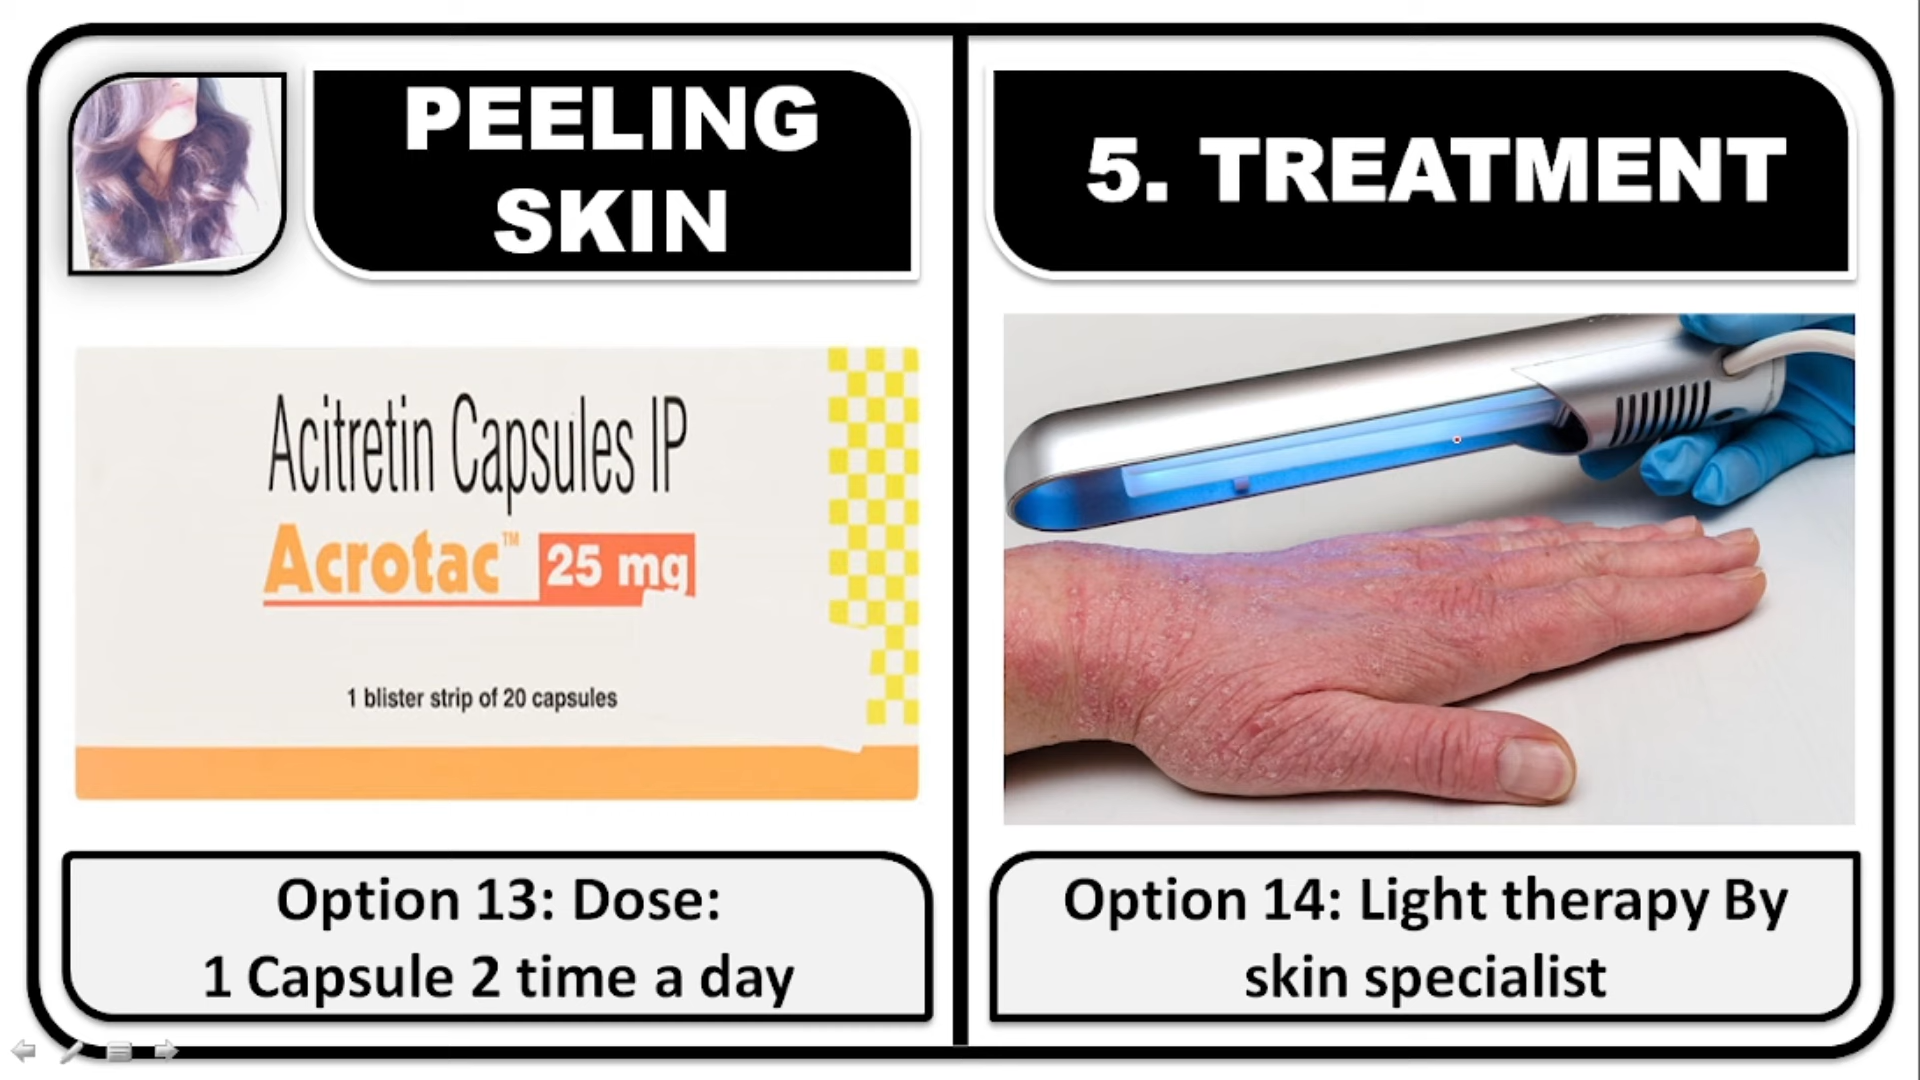 PEELING
SKIN
5. TREATMENT
Acitretin Capsules IP
Acrotac™ 25 mg
1 blister strip of 20 capsules
Option 13: Dose:
1 Capsule 2 time a day
Option 14: Light therapy By
skin specialist